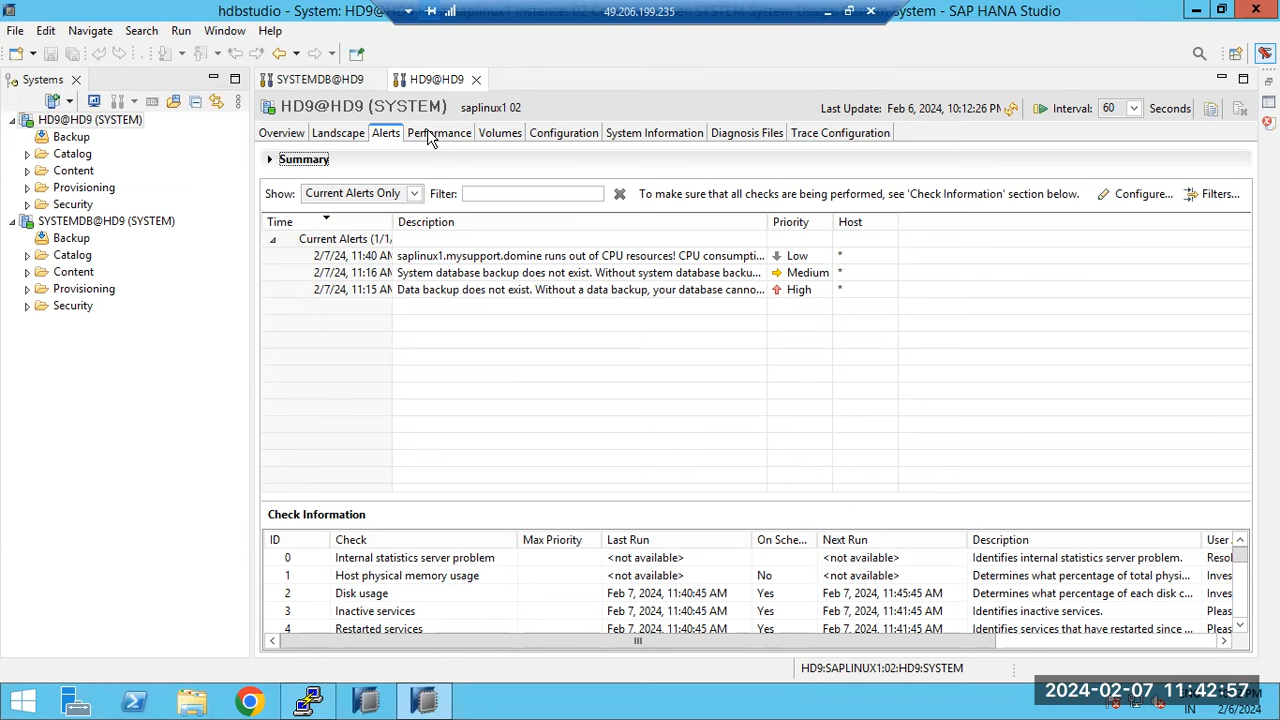 hdbstudio - System: HD9@
49.206.199.235
ystem - SAP HANA Studio
File Edit Navigate Search Run Window Help
Systems
SYSTEMDB@HD9 HD9@HD9
HD9@HD9 (SYSTEM) saplinux1 02 Last Update: Feb 6, 2024, 10:12:26 PM Interval: 60 Seconds
HD9@HD9 (SYSTEM)
Backup
Catalog
Content
Provisioning
Security
SYSTEMDB@HD9 (SYSTEM)
Backup
Catalog
Content
Provisioning
Security
Overview Landscape Alerts Performance Volumes Configuration System Information Diagnosis Files Trace Configuration
Summary
Show: Current Alerts Only Filter: To make sure that all checks are being performed, see 'Check Information' section below. Configure... Filters...
Time Description Priority Host
Current Alerts (1/1/
2/7/24, 11:40 AM saplinux1.mysupport.domine runs out of CPU resources! CPU consumpti... Low *
2/7/24, 11:16 AM System database backup does not exist. Without system database backu... Medium *
2/7/24, 11:15 AM Data backup does not exist. Without a data backup, your database canno... High *
Check Information
ID Check Max Priority Last Run On Sche... Next Run Description User
0 Internal statistics server problem <not available> <not available> Identifies internal statistics server problem. Resol
1 Host physical memory usage <not available> No <not available> Determines what percentage of total physi... Inves
2 Disk usage Feb 7, 2024, 11:40:45 AM Yes Feb 7, 2024, 11:45:45 AM Determines what percentage of each disk c... Inves
3 Inactive services Feb 7, 2024, 11:40:45 AM Yes Feb 7, 2024, 11:41:45 AM Identifies inactive services. Pleas
4 Restarted services Feb 7, 2024, 11:40:45 AM Yes Feb 7, 2024, 11:41:45 AM Identifies services that have restarted since ... Pleas
HD9:SAPLINUX1:02:HD9:SYSTEM
2024-02-07 11:42:57
IN 2/6/2024